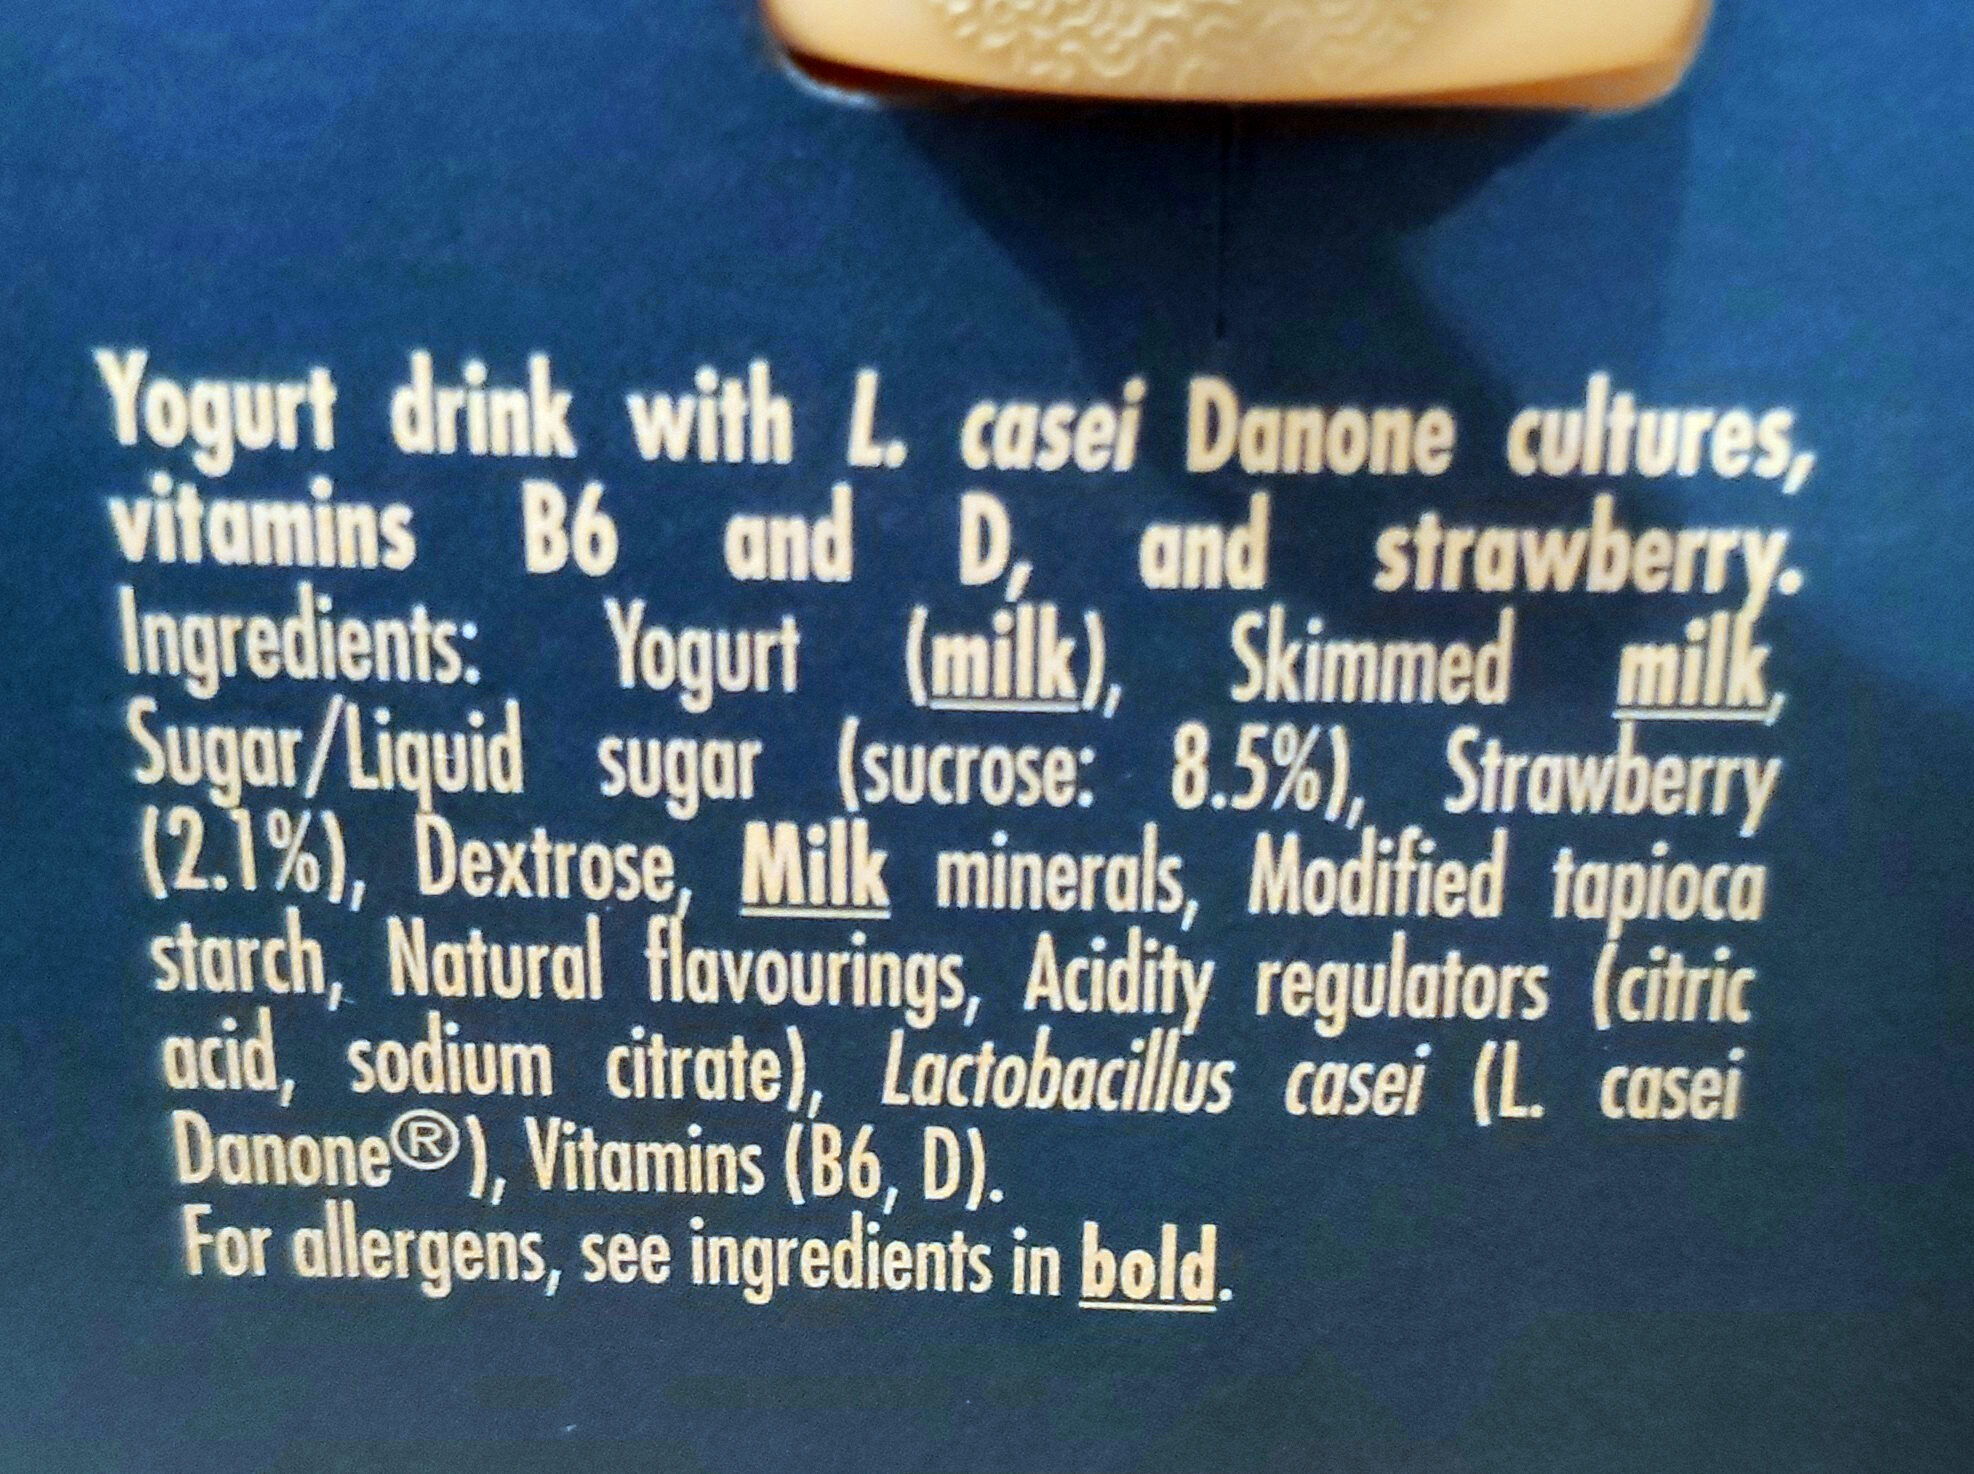 Yogurt drink with L. casei Danone cultures,
vitamins B6 and D, and strawberry.
Ingredients: Yogurt (milk), Skimmed milk,
Sugar/Liquid sugar (sucrose: 8.5%), Strawberry
(2.1%), Dextrose, Milk minerals, Modified tapioca
starch, Natural flavourings, Acidity regulators (citric
acid, sodium citrate), Lactobacillus casei (L. casei
Danone®), Vitamins (B6, D).
For allergens, see ingredients in bold.